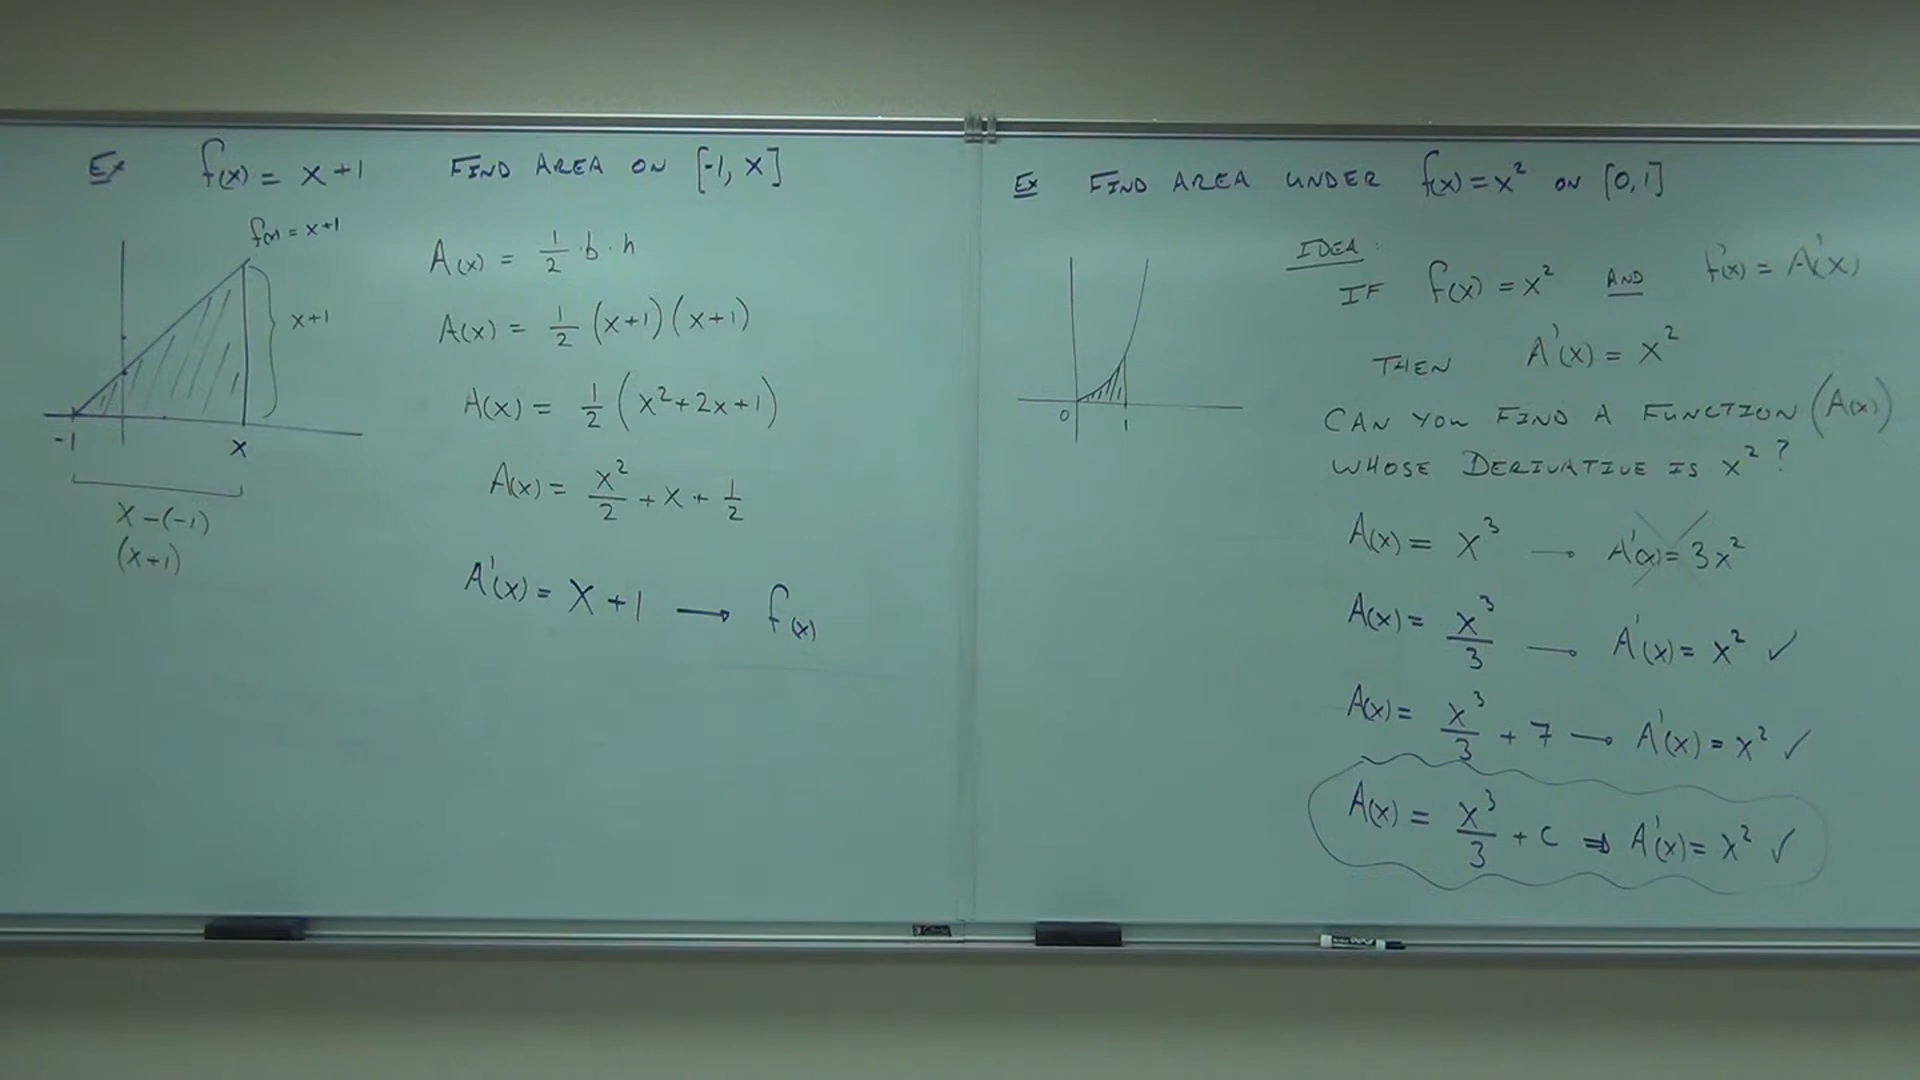 Ex f(x) = x+1 FIND AREA ON [-1, x]
f(x) = x+1
x+1
-1 x
x-(-1)
(x+1)
A(x) = 1/2 · b · h
A(x) = 1/2 (x+1)(x+1)
A(x) = 1/2 (x²+2x+1)
A(x) = x²/2 + x + 1/2
A'(x) = x+1 → f(x)
Ex FIND AREA UNDER f(x) = x² ON [0,1]
0 1
IDEA:
IF f(x) = x² AND f(x) = A'(x)
THEN A'(x) = x²
CAN YOU FIND A FUNCTION (A(x))
WHOSE DERIVATIVE IS x²?
A(x) = x³ → A'(x) = 3x²
A(x) = x³/3 → A'(x) = x² ✓
A(x) = x³/3 + 7 → A'(x) = x² ✓
A(x) = x³/3 + C ⇒ A'(x) = x² ✓